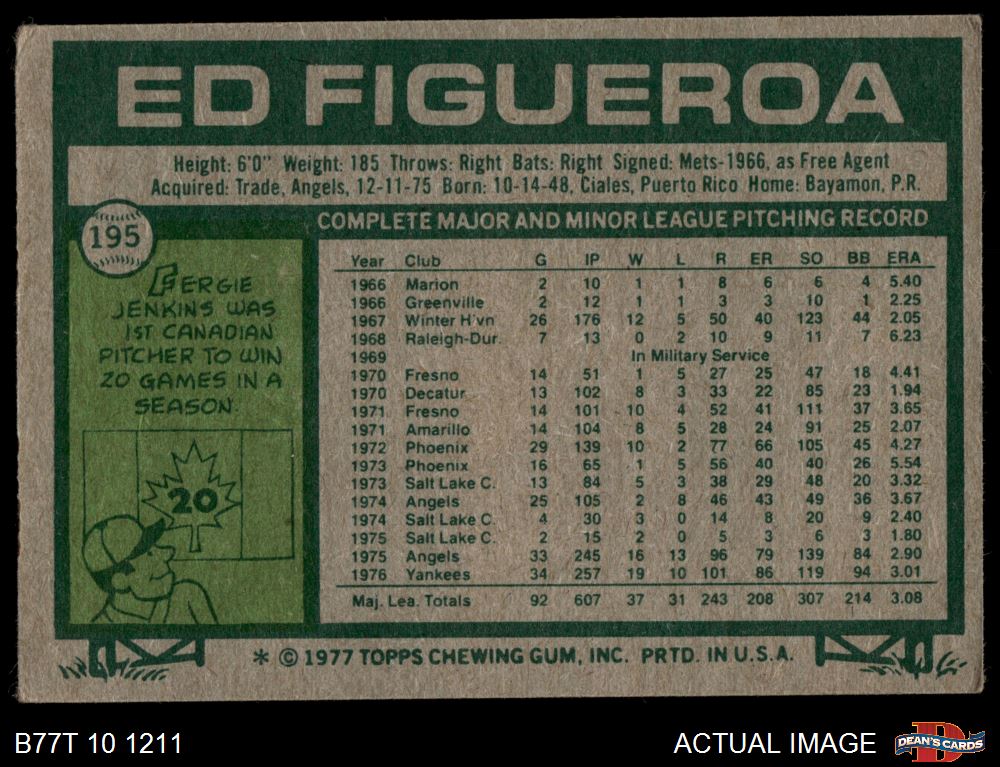 ED FIGUEROA
Height: 6'0" Weight: 185 Throws: Right Bats: Right Signed: Mets-1966, as Free Agent
Acquired: Trade, Angels, 12-11-75 Born: 10-14-48, Ciales, Puerto Rico Home: Bayamon, P.R.
195
FERGIE
JENKINS WAS
1ST CANADIAN
PITCHER TO WIN
20 GAMES IN A
SEASON.
20
COMPLETE MAJOR AND MINOR LEAGUE PITCHING RECORD
Year Club G IP W L R ER SO BB ERA
1966 Marion 2 10 1 1 8 6 6 4 5.40
1966 Greenville 2 12 1 1 3 3 10 1 2.25
1967 Winter H'vn 26 176 12 5 50 40 123 44 2.05
1968 Raleigh-Dur. 7 13 0 2 10 9 11 7 6.23
1969 In Military Service
1970 Fresno 14 51 1 5 27 25 47 18 4.41
1970 Decatur 13 102 8 3 33 22 85 23 1.94
1971 Fresno 14 101 10 4 52 41 111 37 3.65
1971 Amarillo 14 104 8 5 28 24 91 25 2.07
1972 Phoenix 29 139 10 2 77 66 105 45 4.27
1973 Phoenix 16 65 1 5 56 40 40 26 5.54
1973 Salt Lake C. 13 84 5 3 38 29 48 20 3.32
1974 Angels 25 105 2 8 46 43 49 36 3.67
1974 Salt Lake C. 4 30 3 0 14 8 20 9 2.40
1975 Salt Lake C. 2 15 2 0 5 3 6 3 1.80
1975 Angels 33 245 16 13 96 79 139 84 2.90
1976 Yankees 34 257 19 10 101 86 119 94 3.01
Maj. Lea. Totals 92 607 37 31 243 208 307 214 3.08
* © 1977 TOPPS CHEWING GUM, INC. PRTD. IN U.S.A.
B77T 10 1211
ACTUAL IMAGE
D
DEAN'S CARDS